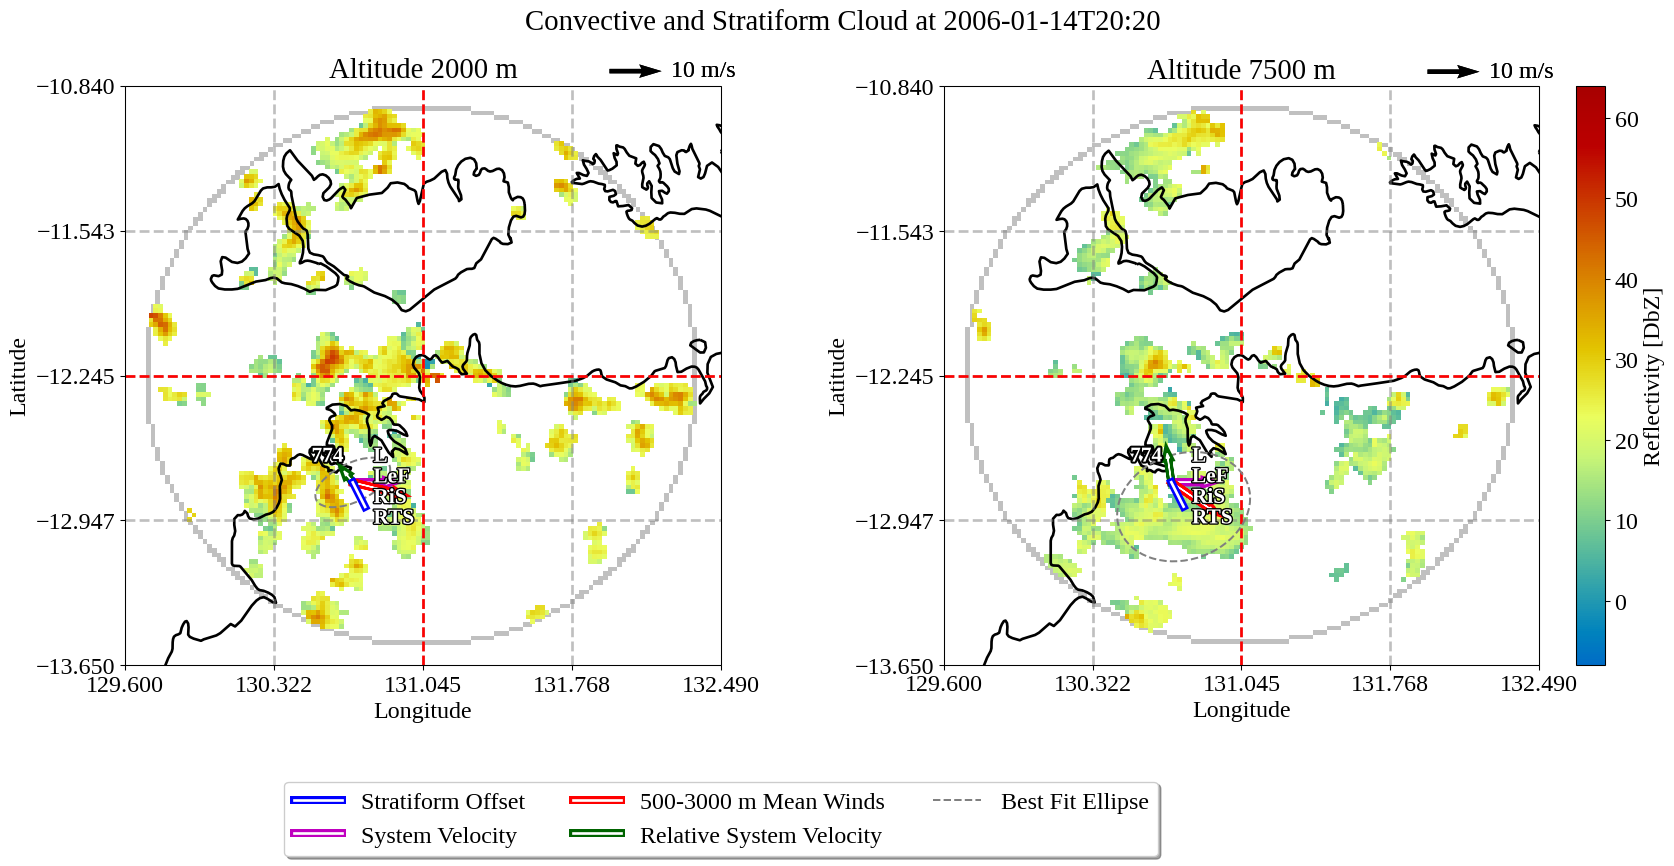 Convective and Stratiform Cloud at 2006-01-14T20:20
Altitude 2000 m
10 m/s
−10.840
−11.543
−12.245
−12.947
−13.650
129.600
130.322
131.045
131.768
132.490
Latitude
Longitude
774
L
LeF
RiS
RTS
Altitude 7500 m
10 m/s
−10.840
−11.543
−12.245
−12.947
−13.650
129.600
130.322
131.045
131.768
132.490
Latitude
Longitude
774
L
LeF
RiS
RTS
60
50
40
30
20
10
0
Reflectivity [DbZ]
Stratiform Offset
System Velocity
500-3000 m Mean Winds
Relative System Velocity
Best Fit Ellipse